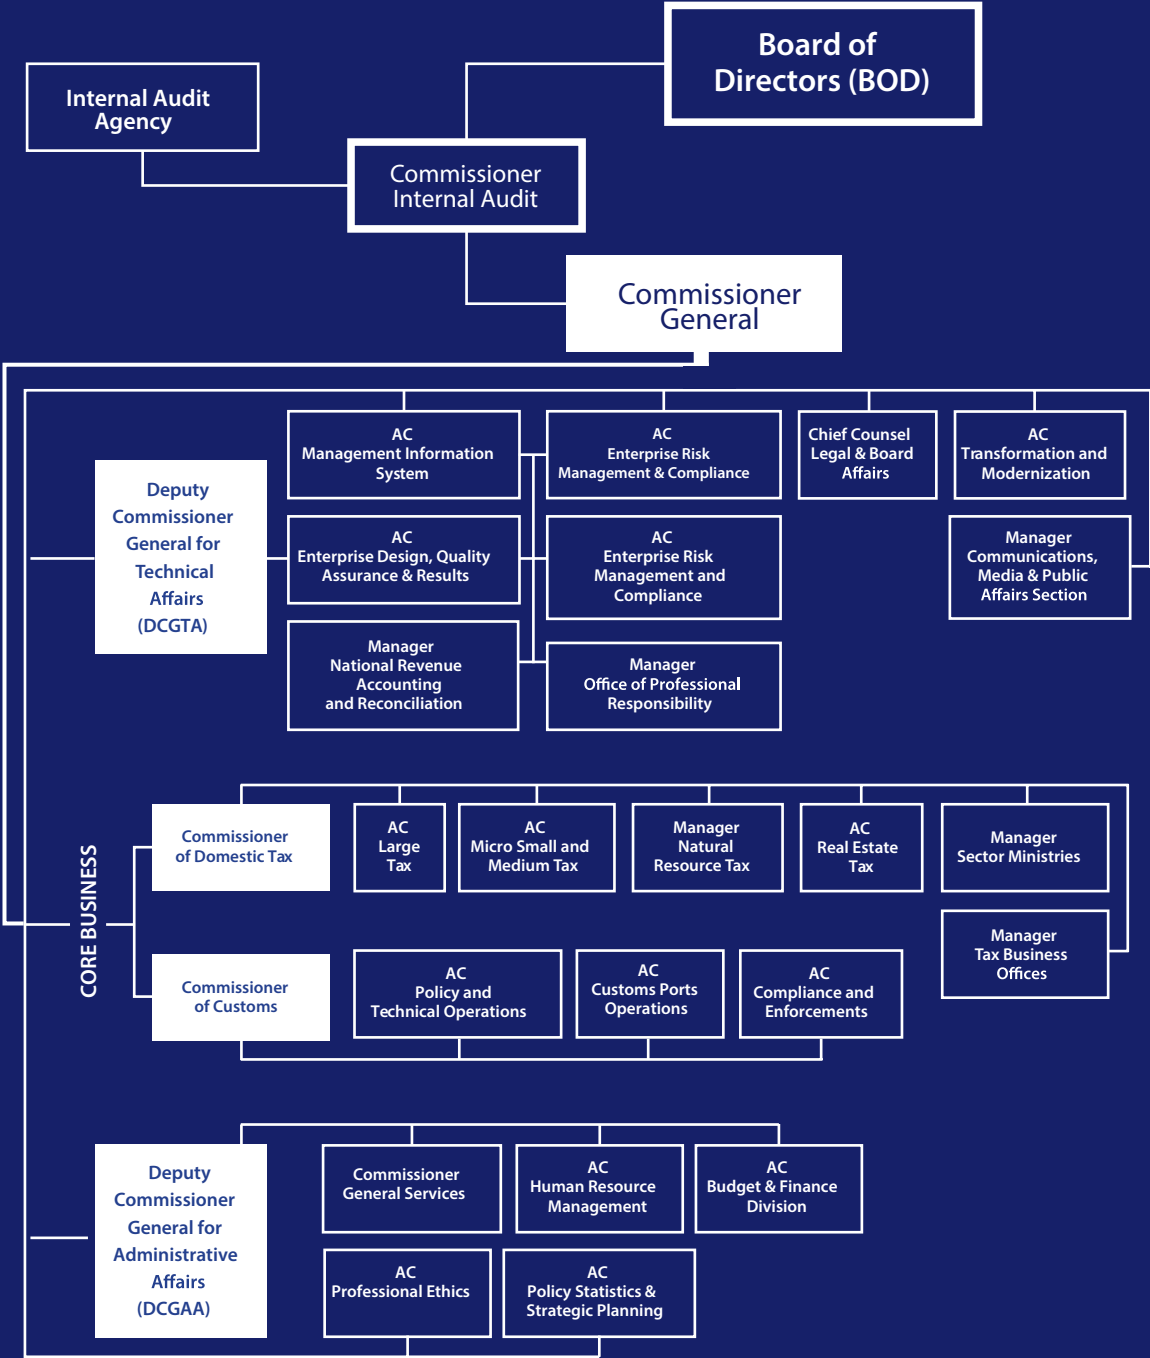 Board of
Directors (BOD)
Internal Audit
Agency
Commissioner
Internal Audit
Commissioner
General
AC
Management Information
System
AC
Enterprise Risk
Management & Compliance
Chief Counsel
Legal & Board
Affairs
AC
Transformation and
Modernization
Deputy
Commissioner
General for
Technical
Affairs
(DCGTA)
AC
Enterprise Design, Quality
Assurance & Results
AC
Enterprise Risk
Management and
Compliance
Manager
Communications,
Media & Public
Affairs Section
Manager
National Revenue
Accounting
and Reconciliation
Manager
Office of Professional
Responsibility
CORE BUSINESS
Commissioner
of Domestic Tax
AC
Large
Tax
AC
Micro Small and
Medium Tax
Manager
Natural
Resource Tax
AC
Real Estate
Tax
Manager
Sector Ministries
Manager
Tax Business
Offices
Commissioner
of Customs
AC
Policy and
Technical Operations
AC
Customs Ports
Operations
AC
Compliance and
Enforcements
Deputy
Commissioner
General for
Administrative
Affairs
(DCGAA)
Commissioner
General Services
AC
Human Resource
Management
AC
Budget & Finance
Division
AC
Professional Ethics
AC
Policy Statistics &
Strategic Planning